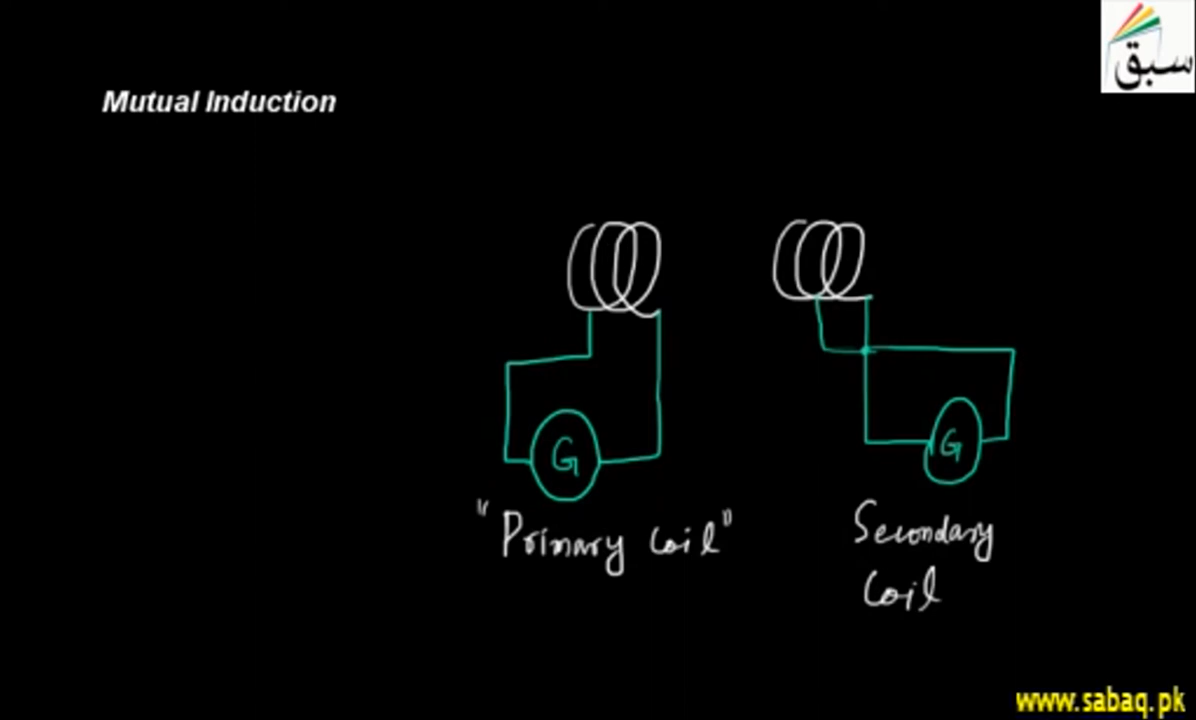 سبق
Mutual Induction
G
G
"Primary coil"
Secondary
Coil
www.sabaq.pk